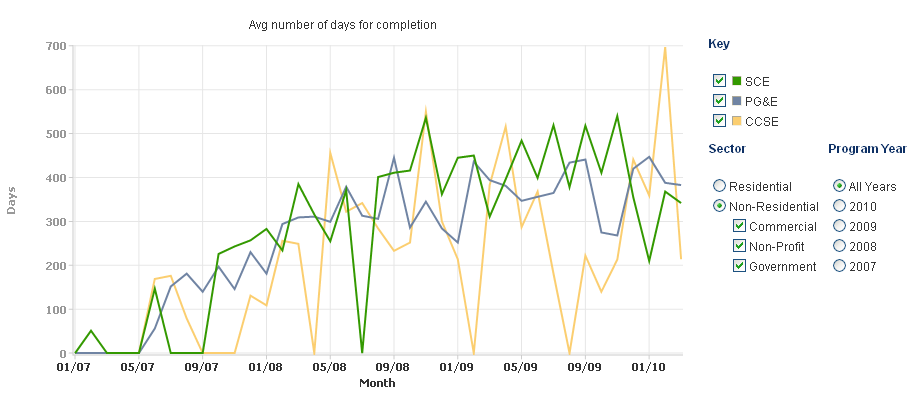 Avg number of days for completion
700
600
500
400
300
200
100
0
Days
01/07 05/07 09/07 01/08 05/08 09/08 01/09 05/09 09/09 01/10
Month
Key
SCE
PG&E
CCSE
Sector Program Year
Residential All Years
Non-Residential 2010
Commercial 2009
Non-Profit 2008
Government 2007